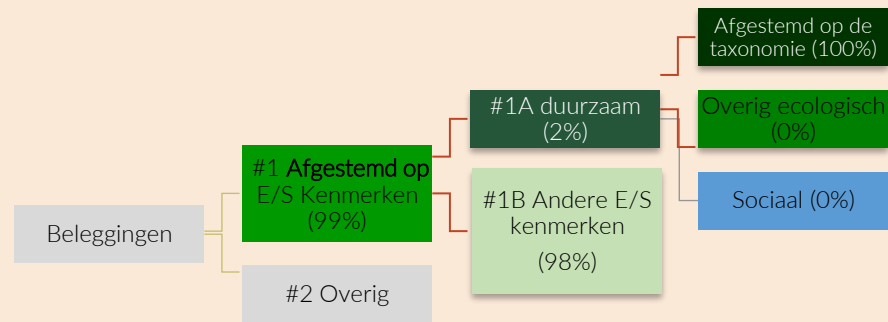 Beleggingen
#1 Afgestemd op
E/S Kenmerken
(99%)
#2 Overig
#1A duurzaam
(2%)
#1B Andere E/S
kenmerken
(98%)
Afgestemd op de
taxonomie (100%)
Overig ecologisch
(0%)
Sociaal (0%)